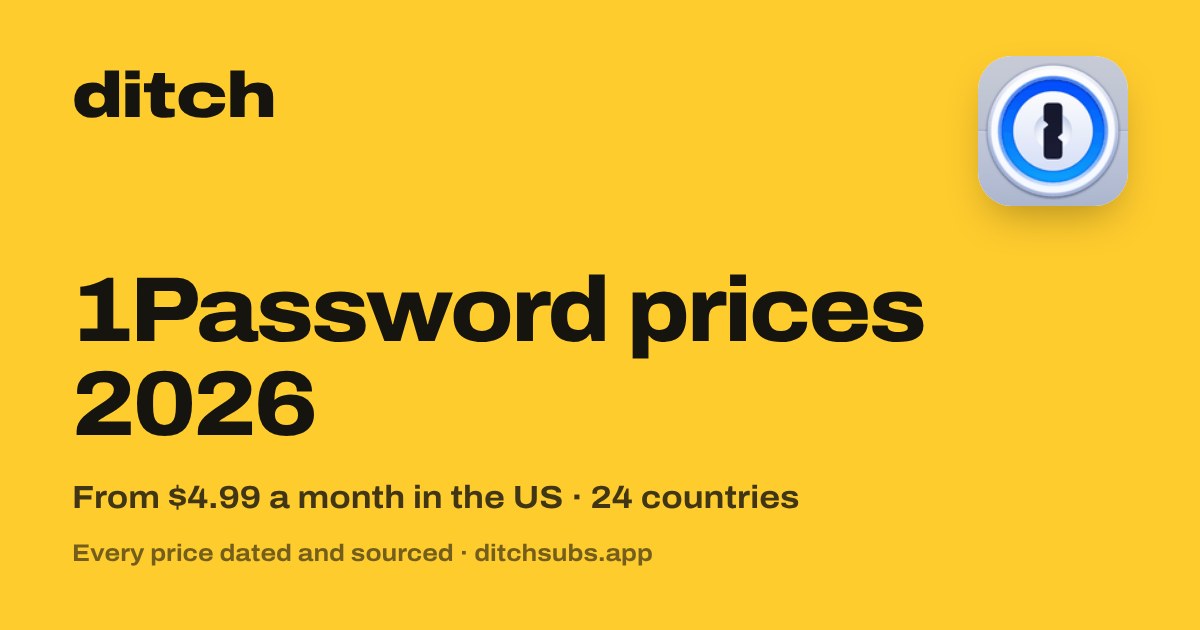 ditch
1Password prices
2026
From $4.99 a month in the US · 24 countries
Every price dated and sourced · ditchsubs.app